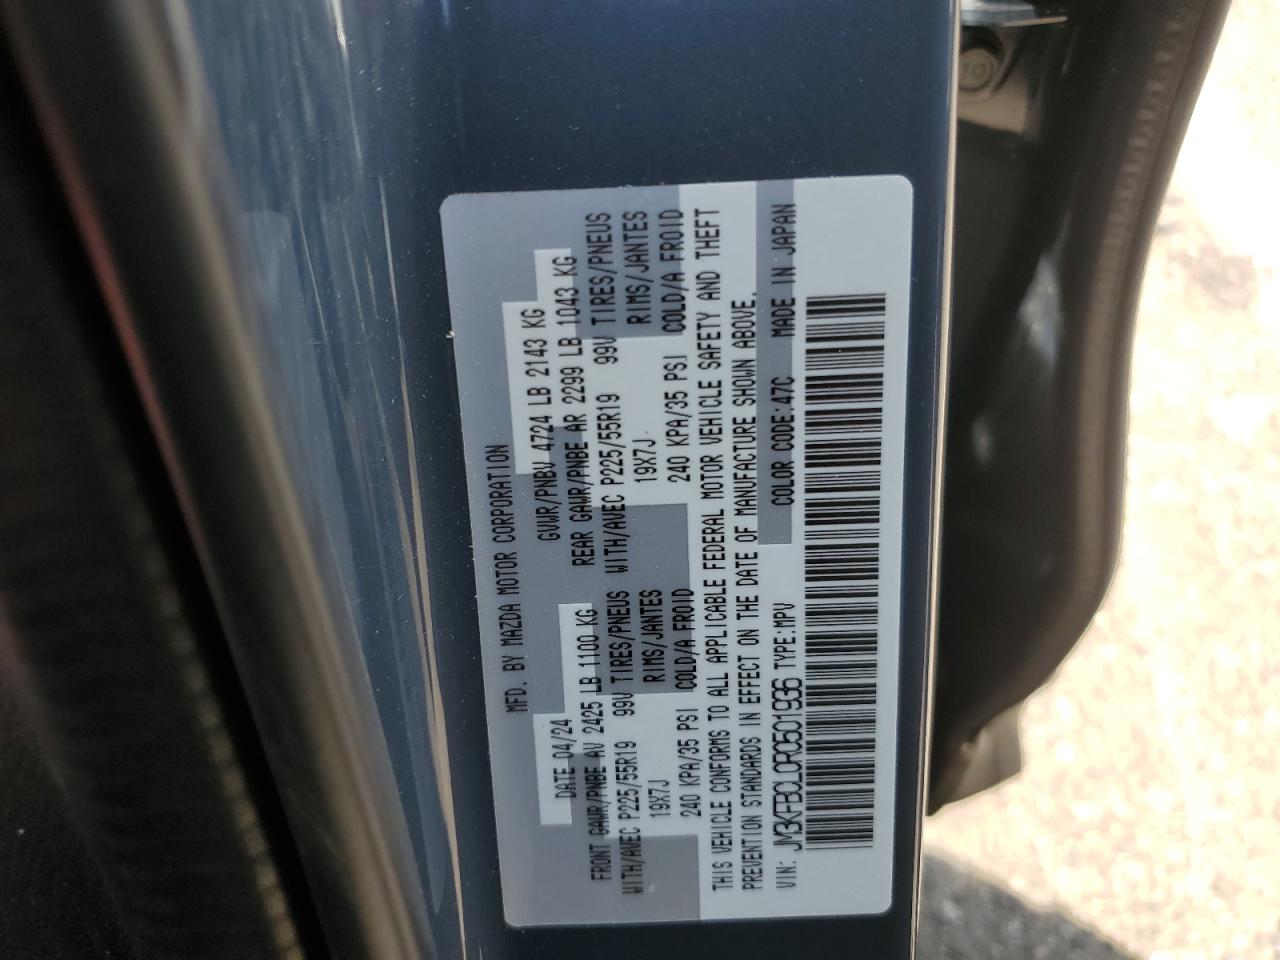 MFD. BY MAZDA MOTOR CORPORATION
DATE 04/24 GVWR/PNBV 4724 LB 2143 KG
FRONT GAWR/PNBE AV 2425 LB 1100 KG REAR GAWR/PNBE AR 2299 LB 1043 KG
WITH/AVEC P225/55R19 99V TIRES/PNEUS WITH/AVEC P225/55R19 99V TIRES/PNEUS
19X7J RIMS/JANTES 19X7J RIMS/JANTES
240 KPA/35 PSI COLD/A FROID 240 KPA/35 PSI COLD/A FROID
THIS VEHICLE CONFORMS TO ALL APPLICABLE FEDERAL MOTOR VEHICLE SAFETY AND THEFT
PREVENTION STANDARDS IN EFFECT ON THE DATE OF MANUFACTURE SHOWN ABOVE.
VIN: JM3KFBCL0R0501936 TYPE:MPV COLOR CODE:47C MADE IN JAPAN
10